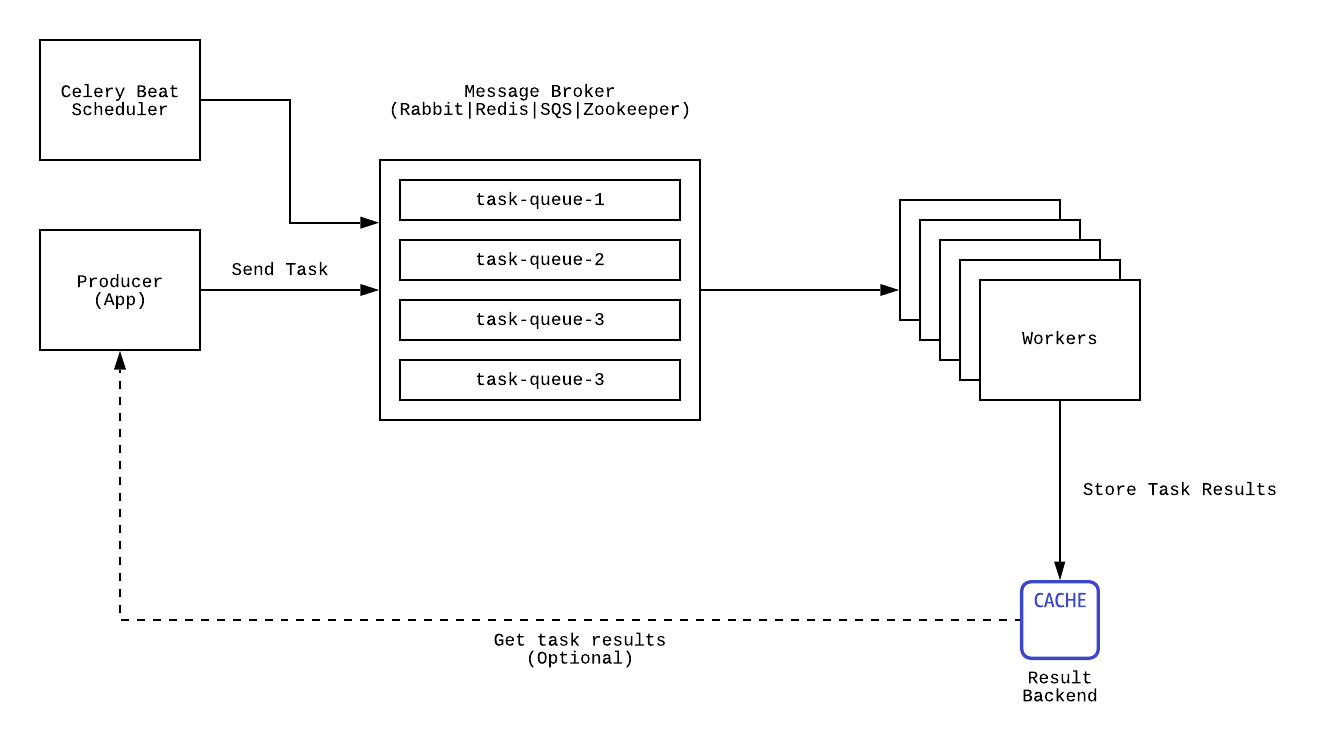 Celery Beat
Scheduler
Message Broker
(Rabbit|Redis|SQS|Zookeeper)
task-queue-1
task-queue-2
task-queue-3
task-queue-3
Producer
(App)
Send Task
Workers
Store Task Results
CACHE
Result
Backend
Get task results
(Optional)